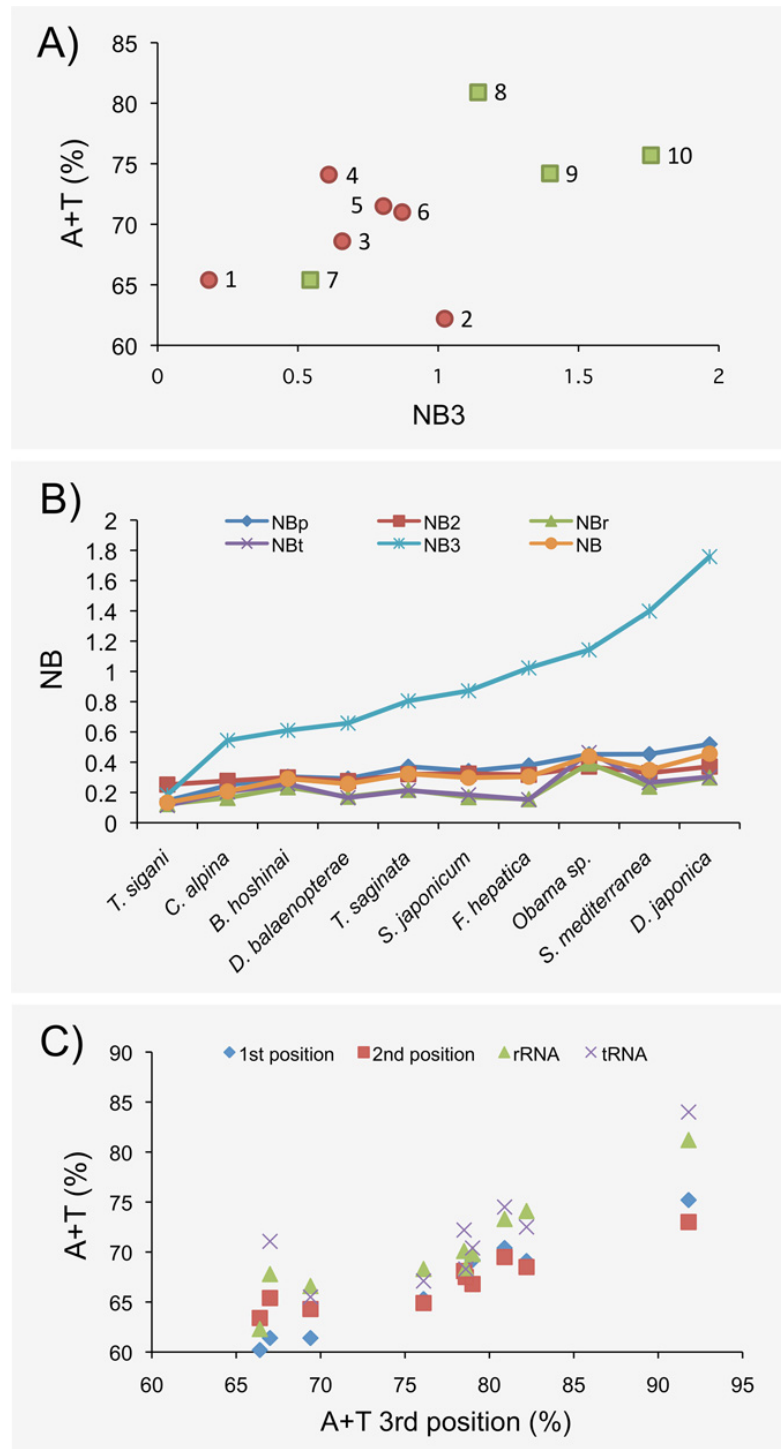 A)
A+T (%)
85
80
75
70
65
60
8
10
9
4
5
6
3
1
7
2
0
0.5
1
1.5
2
NB3
B)
NBp
NB2
NBr
NBt
NB3
NB
NB
2
1.8
1.6
1.4
1.2
1
0.8
0.6
0.4
0.2
0
T. sigani
C. alpina
B. hoshinai
D. balaenopterae
T. saginata
S. japonicum
F. hepatica
Obama sp.
S. mediterranea
D. japonica
C)
1st position
2nd position
rRNA
tRNA
A+T (%)
90
85
80
75
70
65
60
60
65
70
75
80
85
90
95
A+T 3rd position (%)